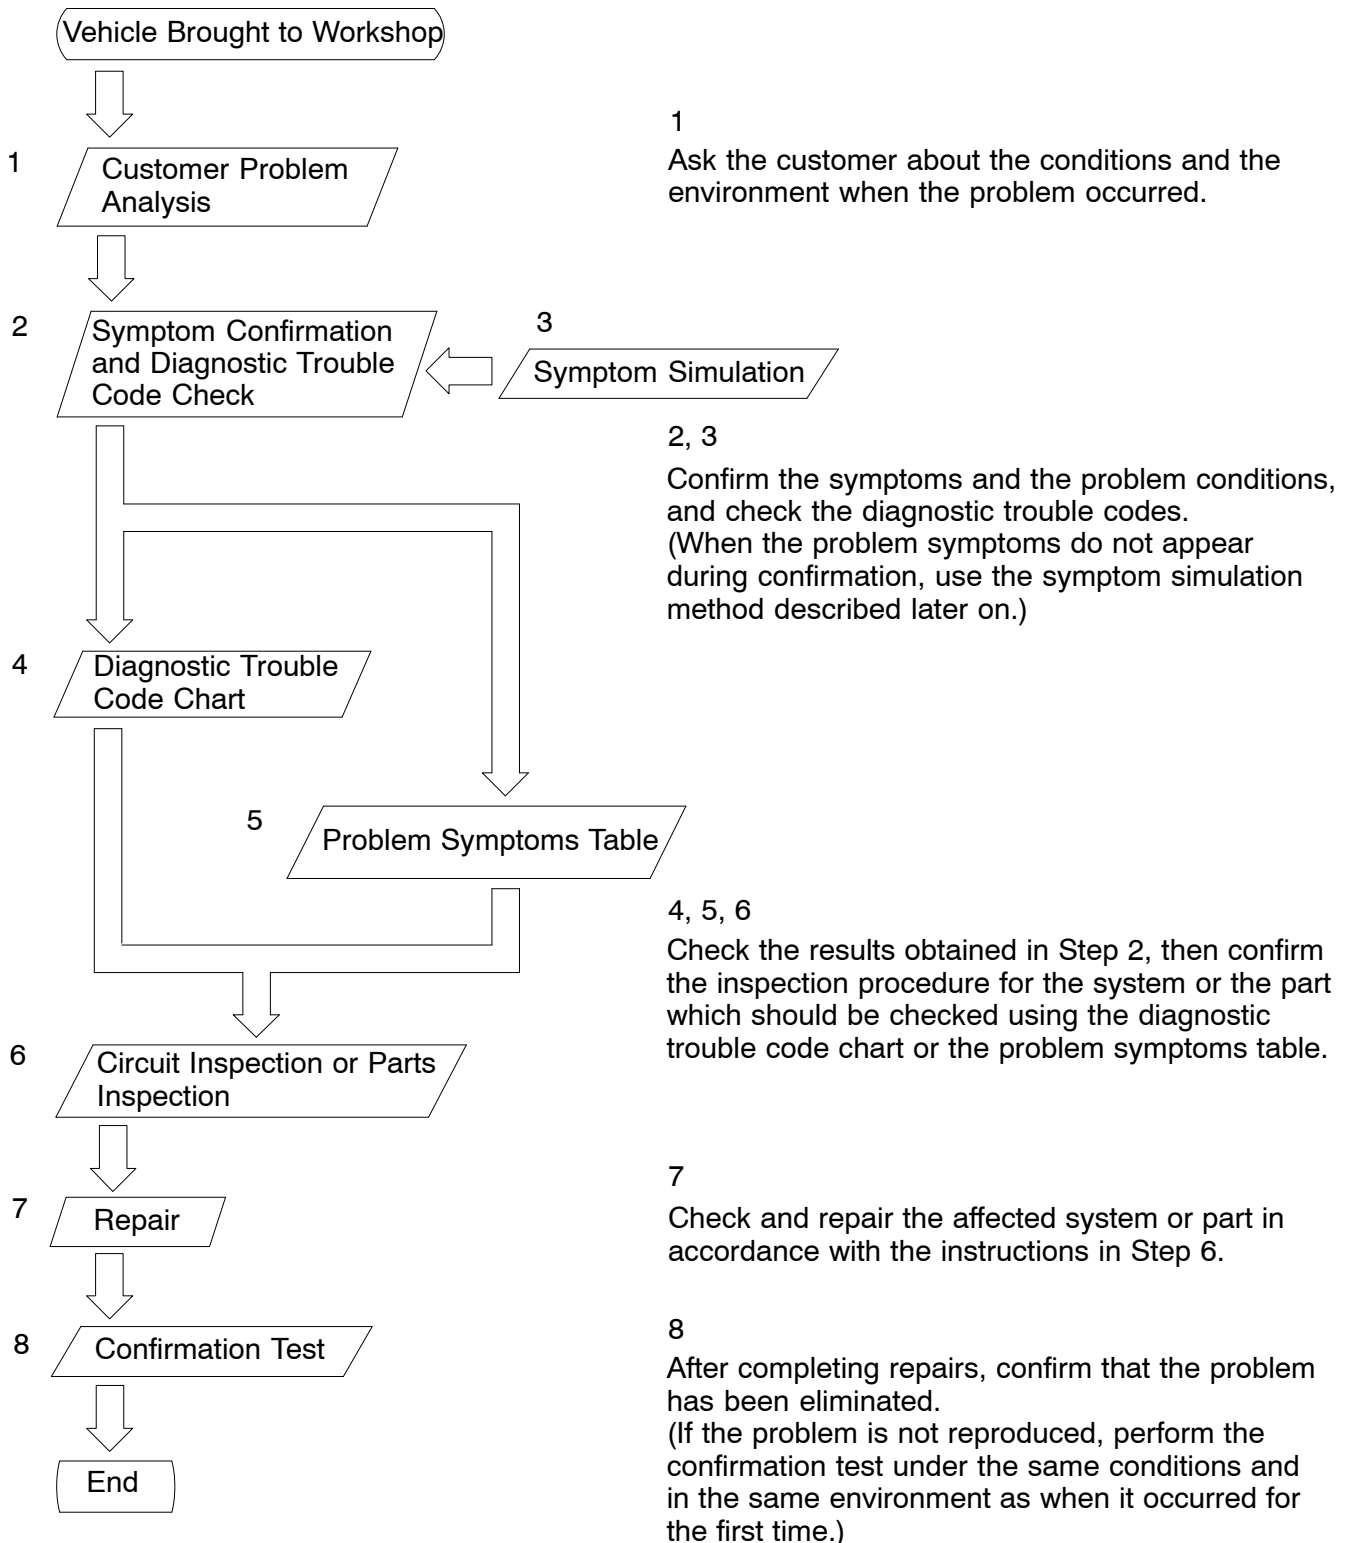 Vehicle Brought to Workshop
1
Customer Problem
Analysis
1
Ask the customer about the conditions and the
environment when the problem occurred.
2
Symptom Confirmation
and Diagnostic Trouble
Code Check
3
Symptom Simulation
2, 3
Confirm the symptoms and the problem conditions,
and check the diagnostic trouble codes.
(When the problem symptoms do not appear
during confirmation, use the symptom simulation
method described later on.)
4
Diagnostic Trouble
Code Chart
5
Problem Symptoms Table
4, 5, 6
Check the results obtained in Step 2, then confirm
the inspection procedure for the system or the part
which should be checked using the diagnostic
trouble code chart or the problem symptoms table.
6
Circuit Inspection or Parts
Inspection
7
Repair
7
Check and repair the affected system or part in
accordance with the instructions in Step 6.
8
Confirmation Test
8
After completing repairs, confirm that the problem
has been eliminated.
(If the problem is not reproduced, perform the
confirmation test under the same conditions and
in the same environment as when it occurred for
the first time.)
End